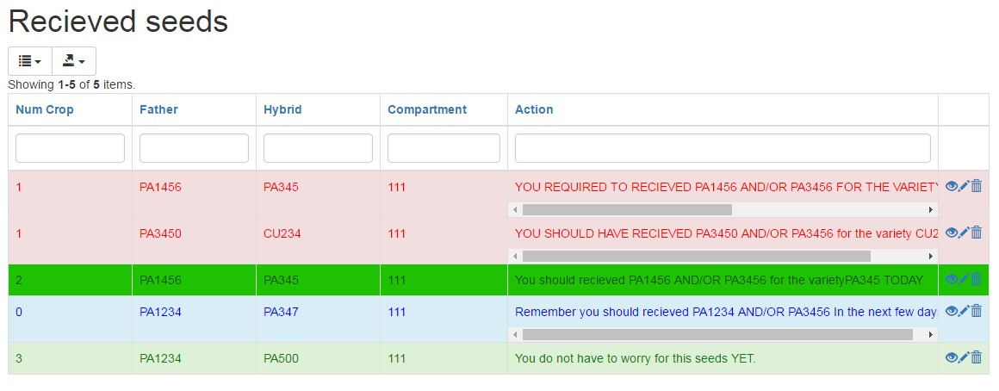 Recieved seeds
Showing 1-5 of 5 items.
Num Crop Father Hybrid Compartment Action
1 PA1456 PA345 111 YOU REQUIRED TO RECIEVED PA1456 AND/OR PA3456 FOR THE VARIETY
1 PA3450 CU234 111 YOU SHOULD HAVE RECIEVED PA3450 AND/OR PA3456 for the variety CU2
2 PA1456 PA345 111 You should recieved PA1456 AND/OR PA3456 for the varietyPA345 TODAY
0 PA1234 PA347 111 Remember you should recieved PA1234 AND/OR PA3456 In the next few day
3 PA1234 PA500 111 You do not have to worry for this seeds YET.